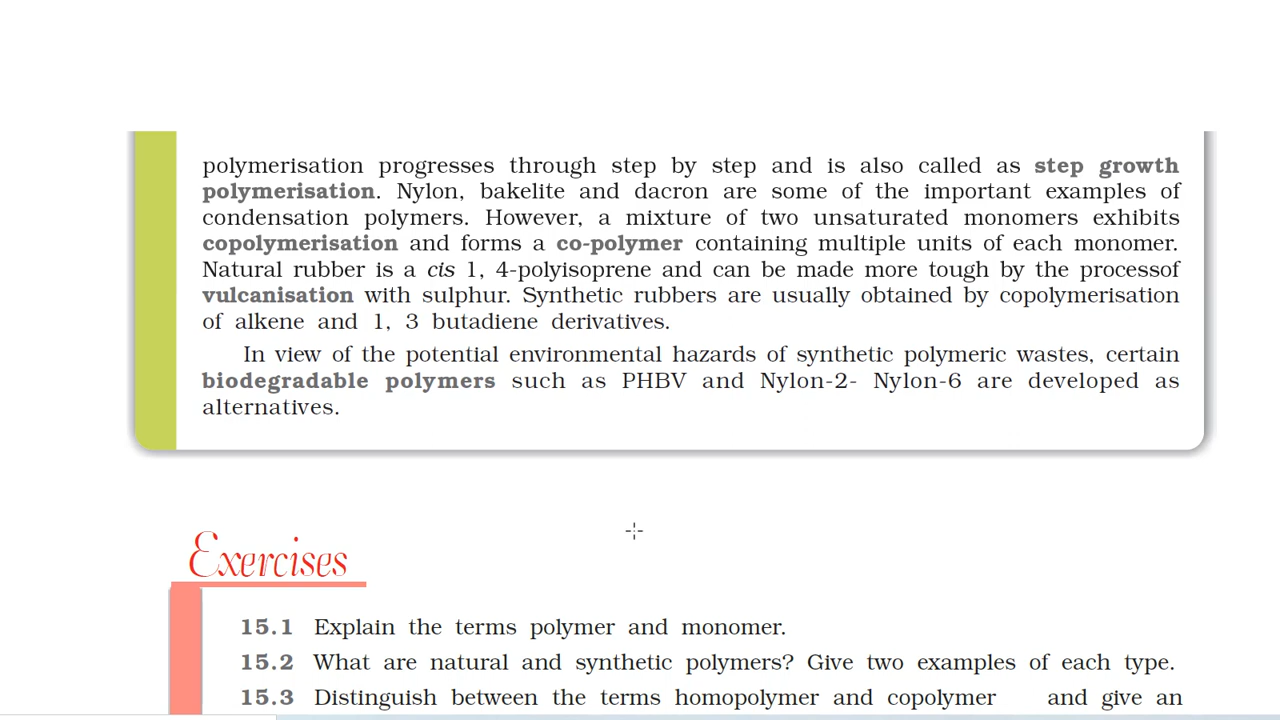 polymerisation progresses through step by step and is also called as step growth
polymerisation. Nylon, bakelite and dacron are some of the important examples of
condensation polymers. However, a mixture of two unsaturated monomers exhibits
copolymerisation and forms a co-polymer containing multiple units of each monomer.
Natural rubber is a cis 1, 4-polyisoprene and can be made more tough by the processof
vulcanisation with sulphur. Synthetic rubbers are usually obtained by copolymerisation
of alkene and 1, 3 butadiene derivatives.
In view of the potential environmental hazards of synthetic polymeric wastes, certain
biodegradable polymers such as PHBV and Nylon-2- Nylon-6 are developed as
alternatives.
Exercises
15.1 Explain the terms polymer and monomer.
15.2 What are natural and synthetic polymers? Give two examples of each type.
15.3 Distinguish between the terms homopolymer and copolymer and give an